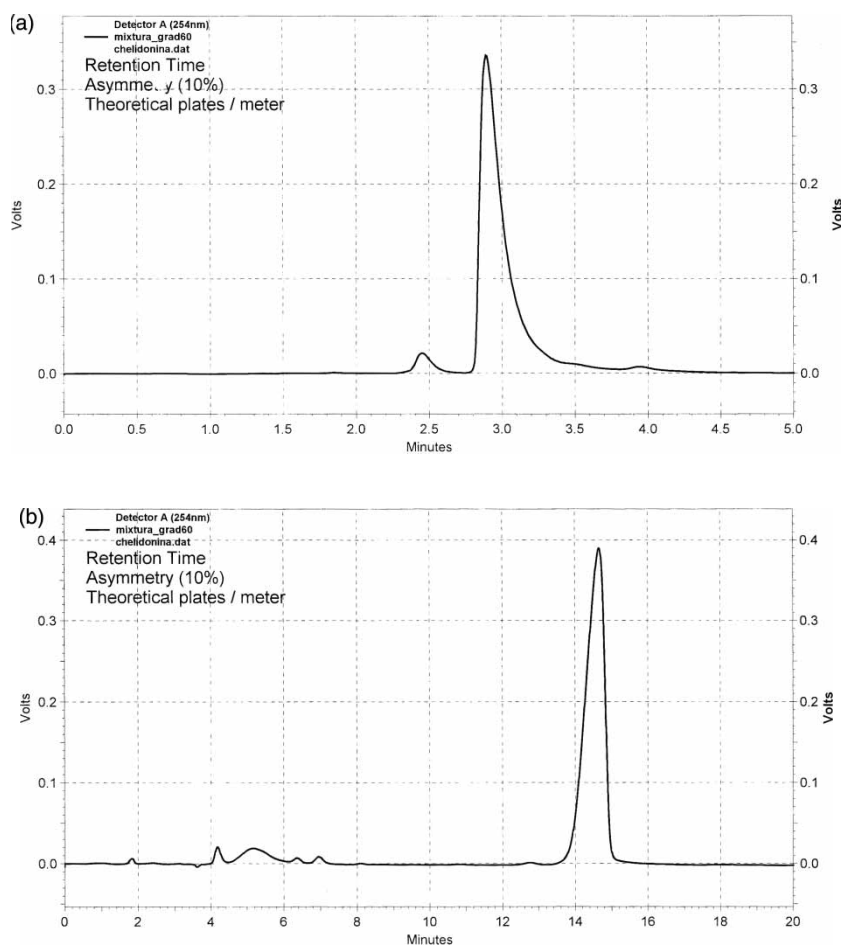 (a)
Detector A (254nm)
mixtura_grad60
chelidonina.dat
Retention Time
Asymme y (10%)
Theoretical plates / meter
0.3 0.3
0.2 0.2
Volts Volts
0.1 0.1
0.0 0.0
0.0 0.5 1.0 1.5 2.0 2.5 3.0 3.5 4.0 4.5 5.0
Minutes
(b)
Detector A (254nm)
mixtura_grad60
chelidonina.dat
Retention Time
Asymmetry (10%)
Theoretical plates / meter
0.4 0.4
0.3 0.3
0.2 0.2
Volts Volts
0.1 0.1
0.0 0.0
0 2 4 6 8 10 12 14 16 18 20
Minutes